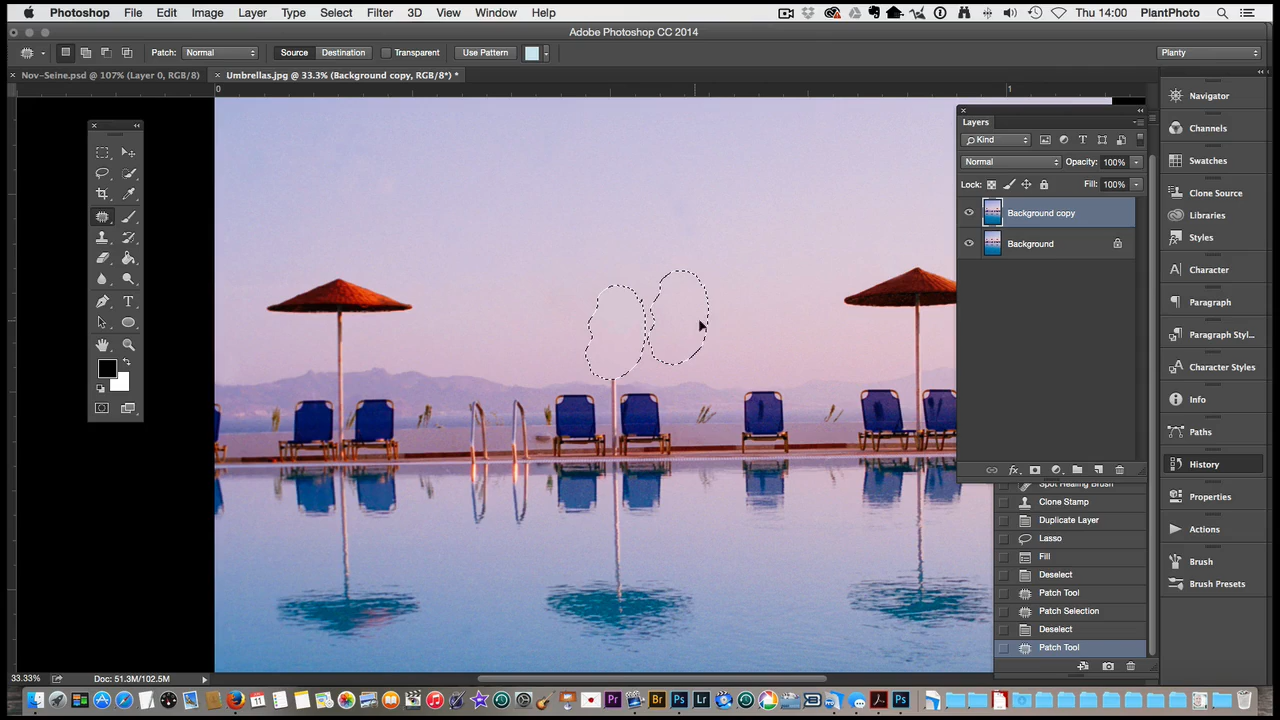 Photoshop File Edit Image Layer Type Select Filter 3D View Window Help Thu 14:00 PlantPhoto
Adobe Photoshop CC 2014
Patch: Normal Source Destination Transparent Use Pattern Planty
Nov-Seine.psd @ 107% (Layer 0, RGB/8) Umbrellas.jpg @ 33.3% (Background copy, RGB/8*) *
0 1
Layers
Kind
Normal Opacity: 100%
Lock: Fill: 100%
Background copy
Background
Navigator
Channels
Swatches
Clone Source
Libraries
Styles
Character
Paragraph
Paragraph Styl...
Character Styles
Info
Paths
History
Properties
Actions
Brush
Brush Presets
Spot Healing Brush
Clone Stamp
Duplicate Layer
Lasso
Fill
Deselect
Patch Tool
Patch Selection
Deselect
Patch Tool
33.33% Doc: 51.3M/102.5M